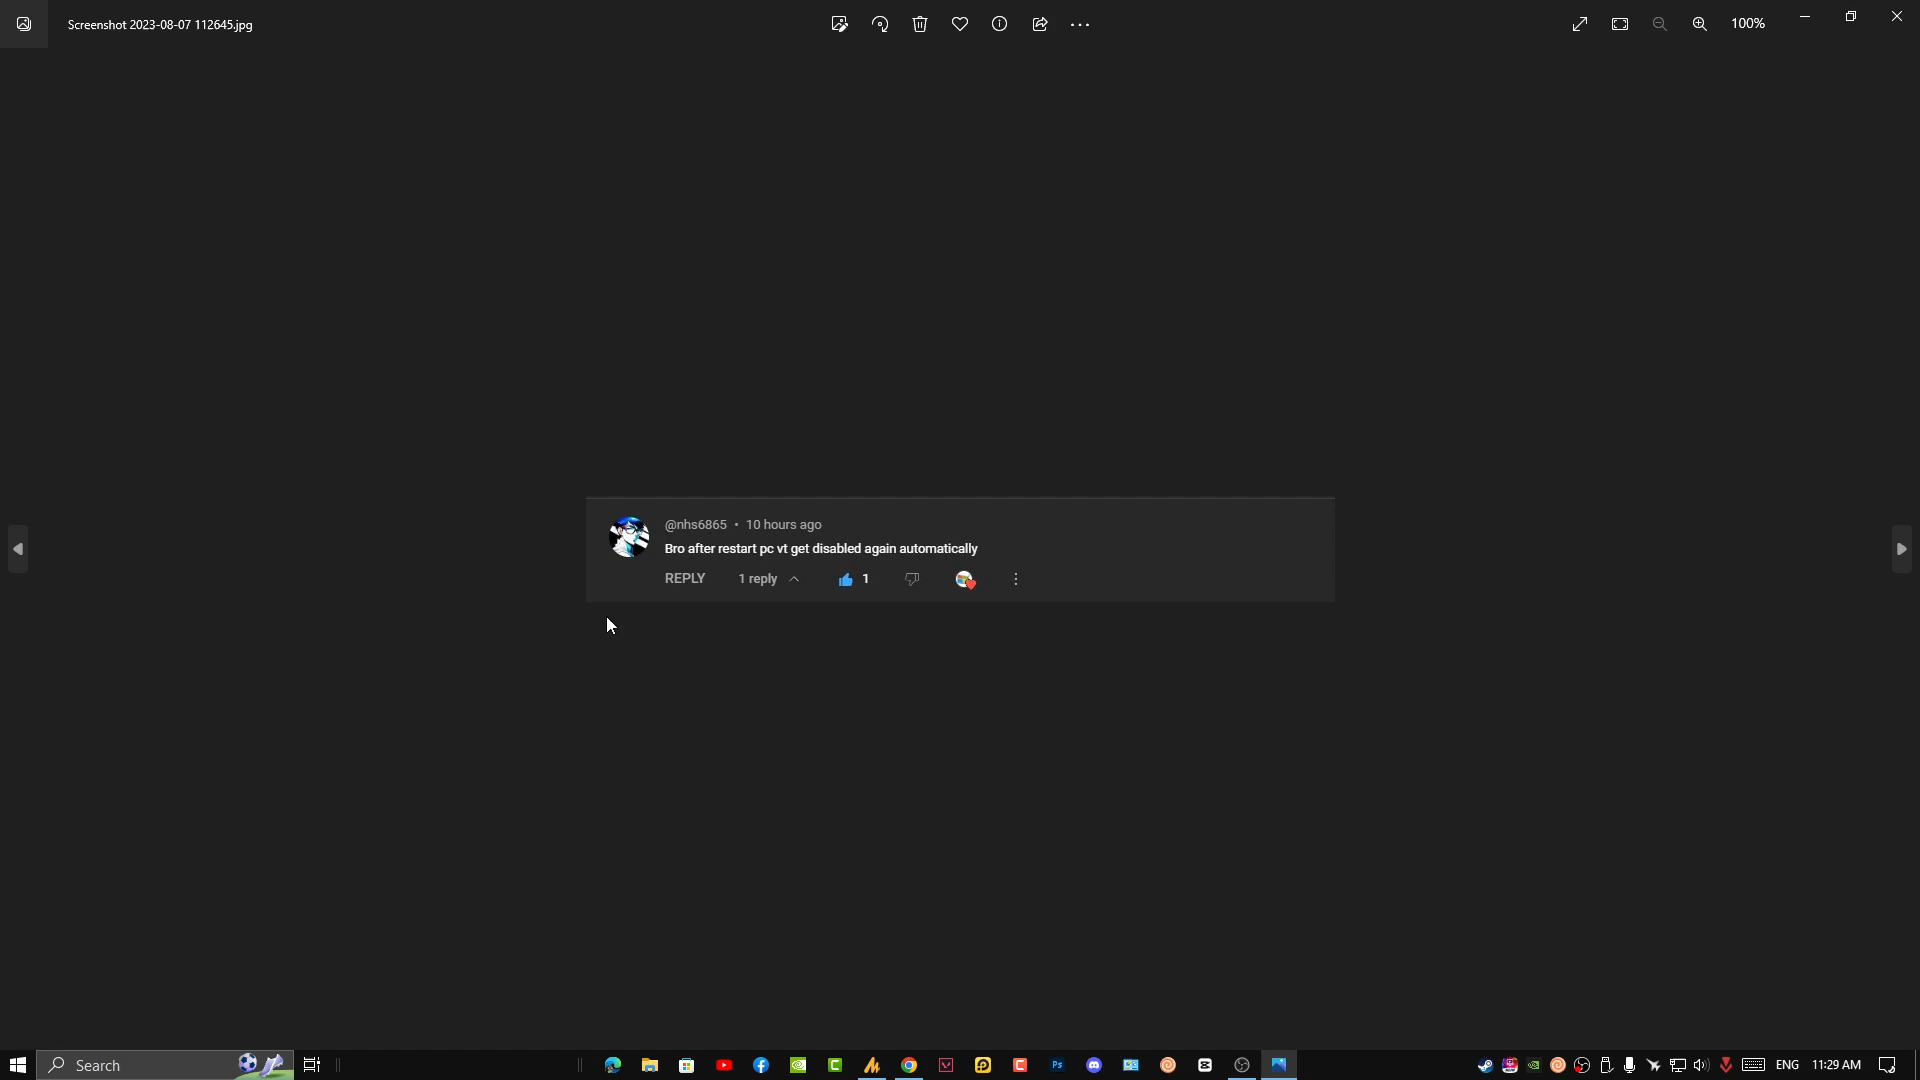 Screenshot 2023-08-07 112645.jpg
100%
@nhs6865 • 10 hours ago
Bro after restart pc vt get disabled again automatically
REPLY 1 reply 1
Search
Ps
ENG 11:29 AM